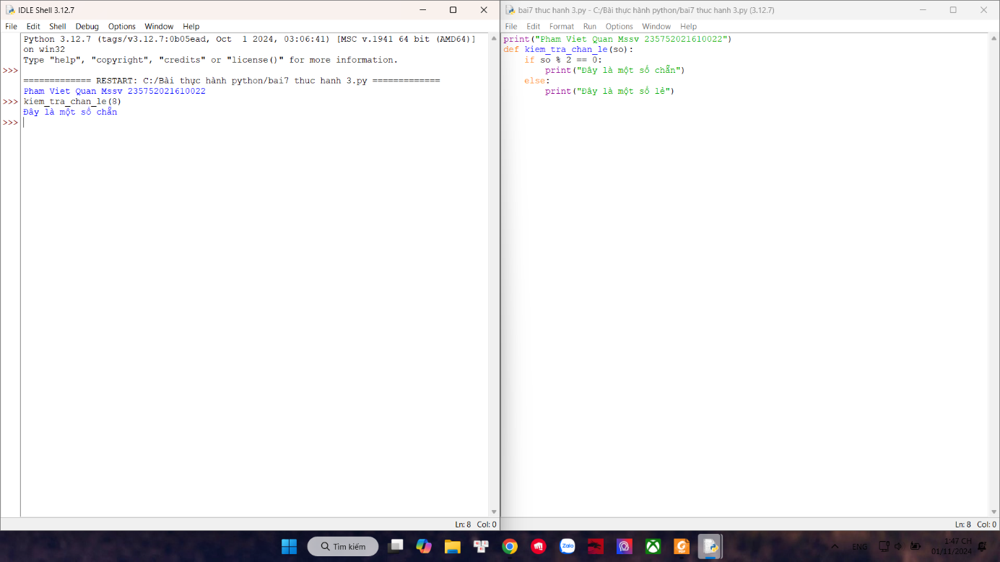 IDLE Shell 3.12.7
File Edit Shell Debug Options Window Help
Python 3.12.7 (tags/v3.12.7:0b05ead, Oct  1 2024, 03:06:41) [MSC v.1941 64 bit (AMD64)]
on win32
Type "help", "copyright", "credits" or "license()" for more information.
>>>
============= RESTART: C:/Bài thực hành python/bai7 thuc hanh 3.py =============
Pham Viet Quan Mssv 235752021610022
>>> kiem_tra_chan_le(8)
Đây là một số chẵn
>>>
Ln: 8 Col: 0
bai7 thuc hanh 3.py - C:/Bài thực hành python/bai7 thuc hanh 3.py (3.12.7)
File Edit Format Run Options Window Help
print("Pham Viet Quan Mssv 235752021610022")
def kiem_tra_chan_le(so):
    if so % 2 == 0:
        print("Đây là một số chẵn")
    else:
        print("Đây là một số lẻ")
Ln: 8 Col: 0
Tìm kiếm
Zalo
PDF
ENG
1:47 CH
01/11/2024